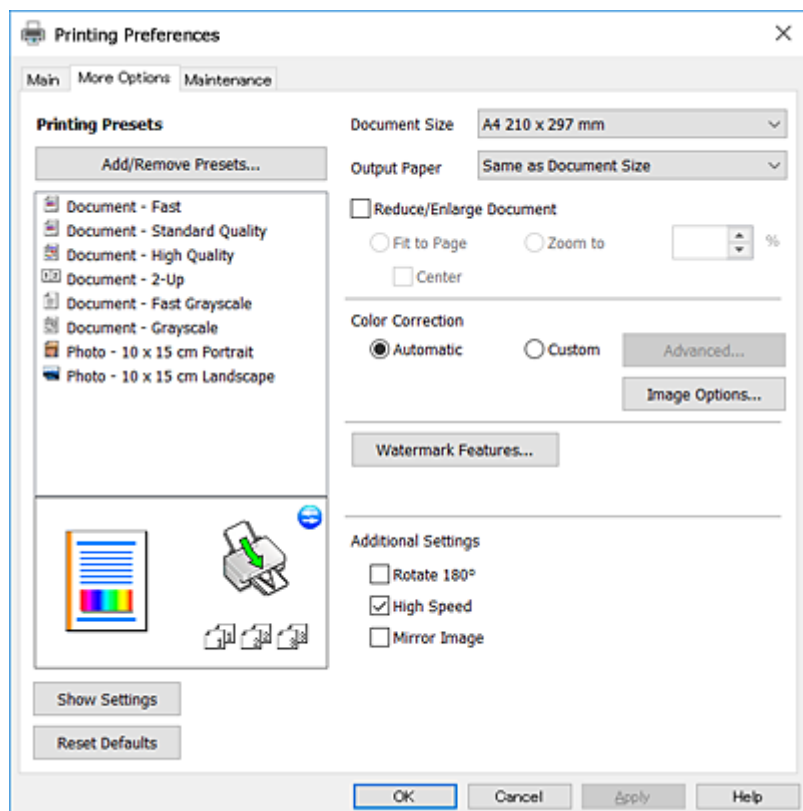 Printing Preferences
Main More Options Maintenance
Printing Presets
Add/Remove Presets...
Document - Fast
Document - Standard Quality
Document - High Quality
Document - 2-Up
Document - Fast Grayscale
Document - Grayscale
Photo - 10 x 15 cm Portrait
Photo - 10 x 15 cm Landscape
Show Settings
Reset Defaults
Document Size A4 210 x 297 mm
Output Paper Same as Document Size
Reduce/Enlarge Document
Fit to Page Zoom to %
Center
Color Correction
Automatic Custom Advanced...
Image Options...
Watermark Features...
Additional Settings
Rotate 180º
High Speed
Mirror Image
OK Cancel Apply Help